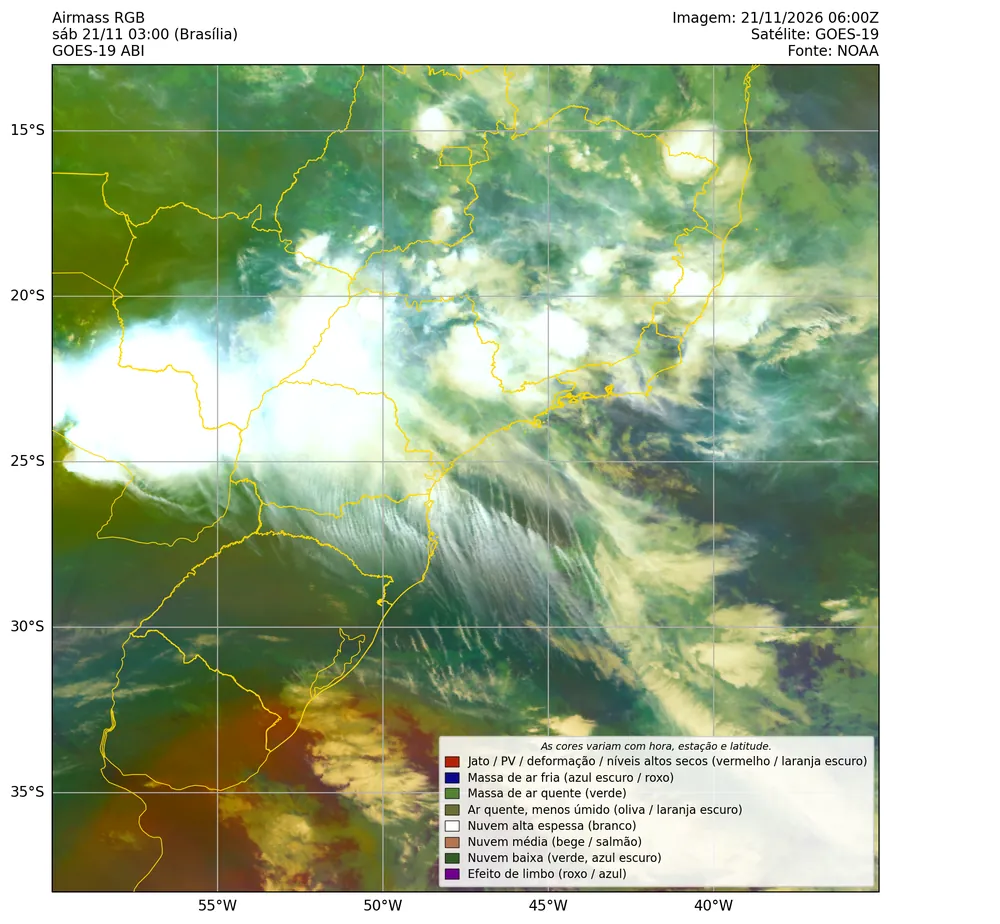 Airmass RGB
sáb 21/11 03:00 (Brasília)
GOES-19 ABI
Imagem: 21/11/2026 06:00Z
Satélite: GOES-19
Fonte: NOAA
15°S
20°S
25°S
30°S
35°S
As cores variam com hora, estação e latitude.
Jato / PV / deformação / níveis altos secos (vermelho / laranja escuro)
Massa de ar fria (azul escuro / roxo)
Massa de ar quente (verde)
Ar quente, menos úmido (oliva / laranja escuro)
Nuvem alta espessa (branco)
Nuvem média (bege / salmão)
Nuvem baixa (verde, azul escuro)
Efeito de limbo (roxo / azul)
55°W
50°W
45°W
40°W